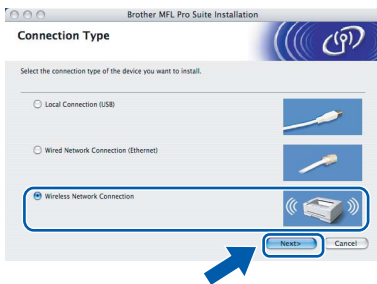 Brother MFL Pro Suite Installation
Connection Type
Select the connection type of the device you want to install.
Local Connection (USB)
Wired Network Connection (Ethernet)
Wireless Network Connection
Next> Cancel